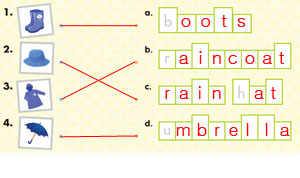 1. a. boots
2. b. raincoat
3. c. rain hat
4. d. umbrella